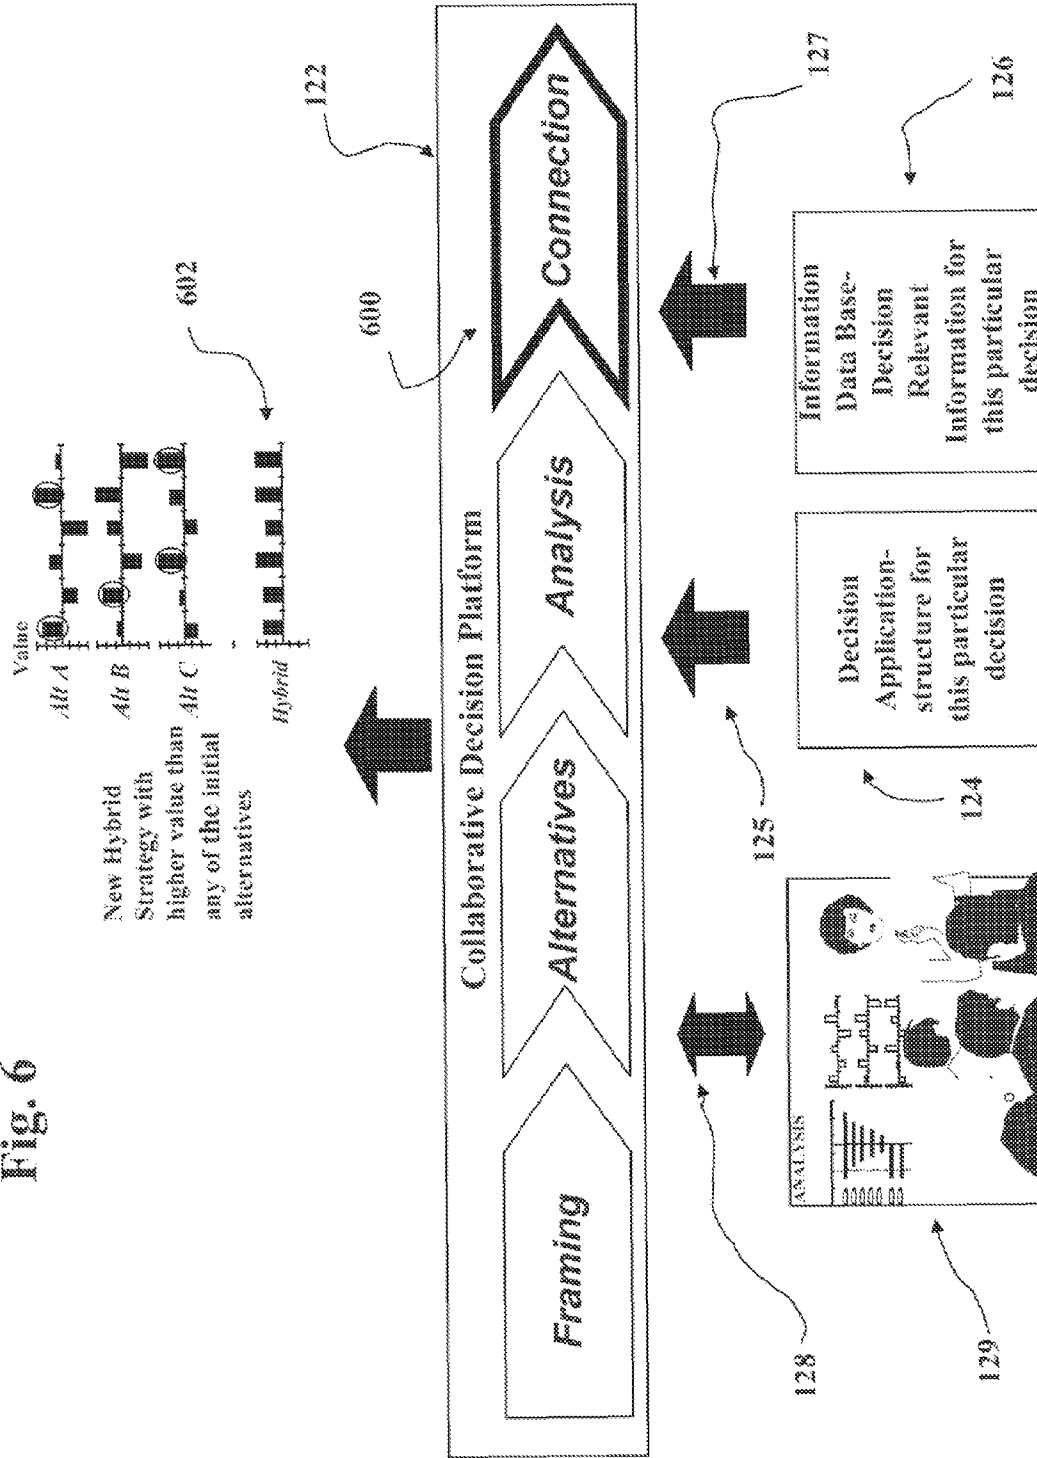 Fig. 6
New Hybrid
Strategy with
higher value than
any of the initial
alternatives
Value
Alt A
Alt B
Alt C
Hybrid
602
122
600
Collaborative Decision Platform
Framing
Alternatives
Analysis
Connection
128
125
127
129
ANALYSIS
124
Decision
Application-
structure for
this particular
decision
126
Information
Data Base-
Decision
Relevant
Information for
this particular
decision